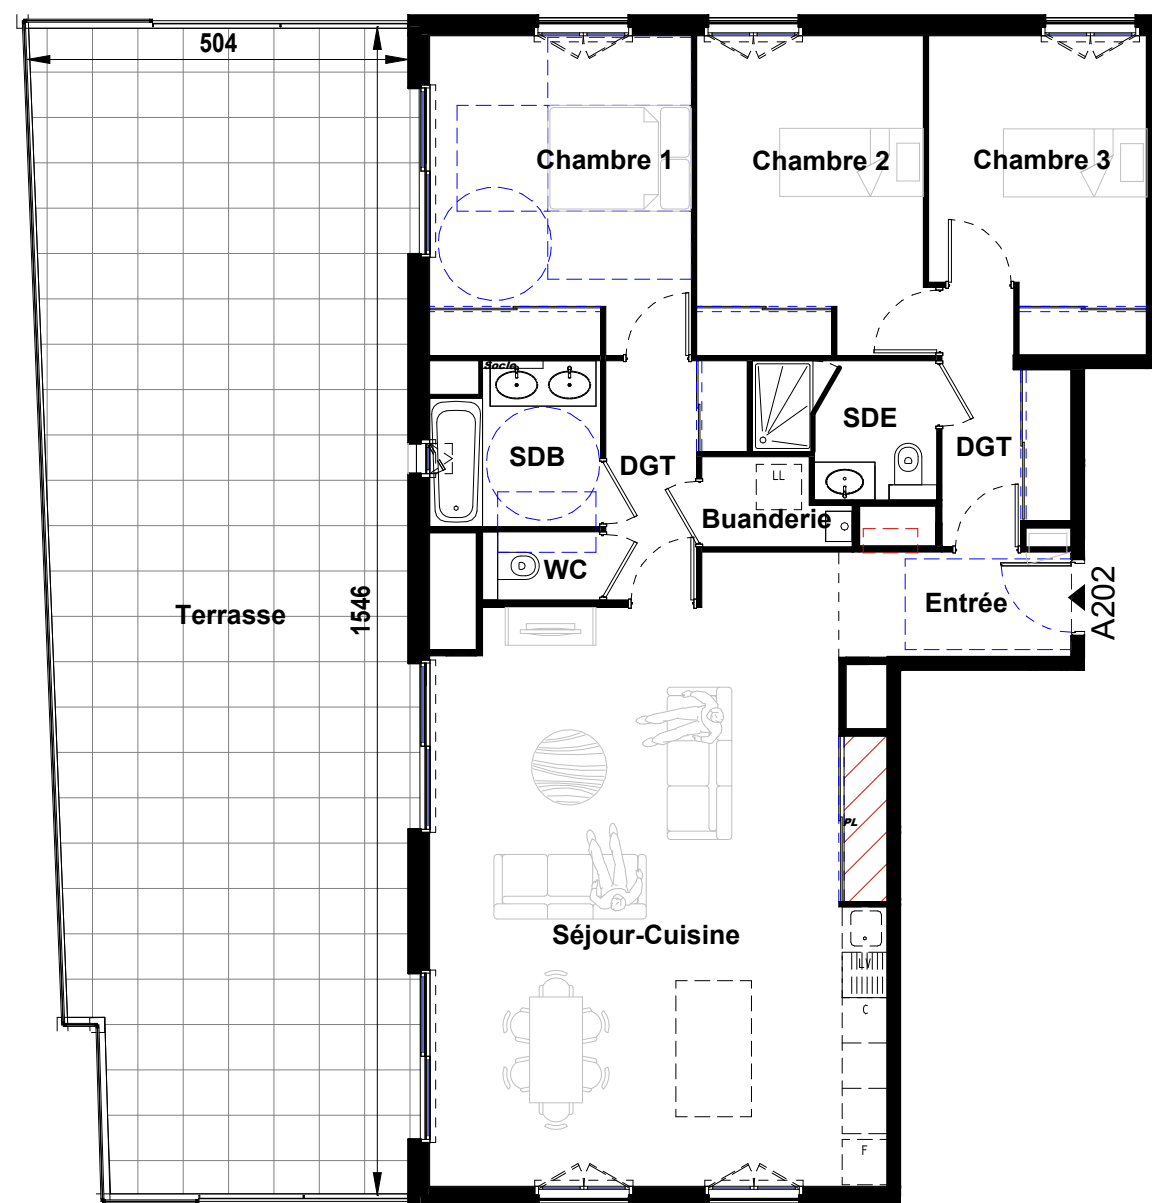 504
Chambre 1
Chambre 2
Chambre 3
Socle
SDB
DGT
LL
SDE
DGT
Buanderie
WC
Entrée
A202
Terrasse
1546
PL
Séjour-Cuisine
LV
C
F